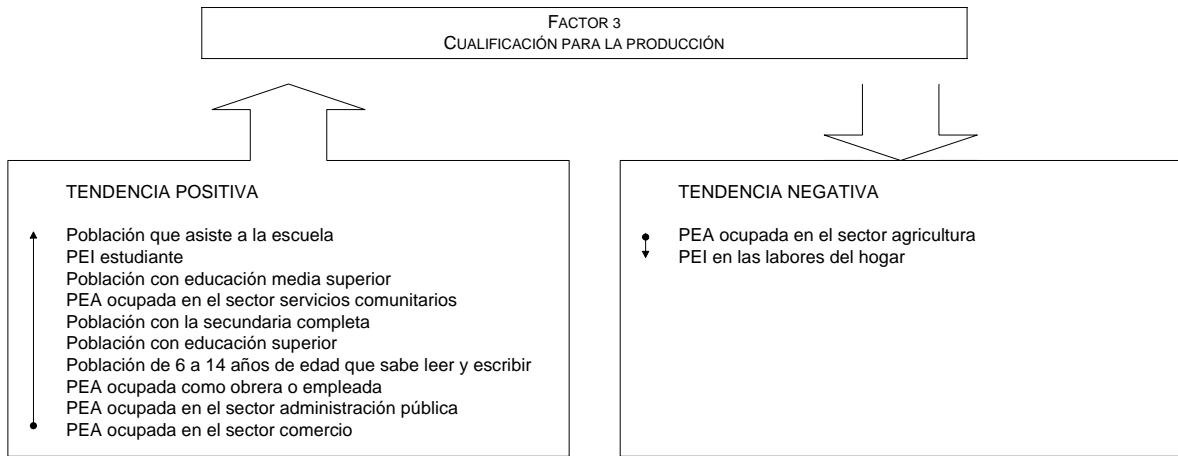 FACTOR 3
CUALIFICACIÓN PARA LA PRODUCCIÓN
TENDENCIA POSITIVA
Población que asiste a la escuela
PEI estudiante
Población con educación media superior
PEA ocupada en el sector servicios comunitarios
Población con la secundaria completa
Población con educación superior
Población de 6 a 14 años de edad que sabe leer y escribir
PEA ocupada como obrera o empleada
PEA ocupada en el sector administración pública
PEA ocupada en el sector comercio
TENDENCIA NEGATIVA
PEA ocupada en el sector agricultura
PEI en las labores del hogar